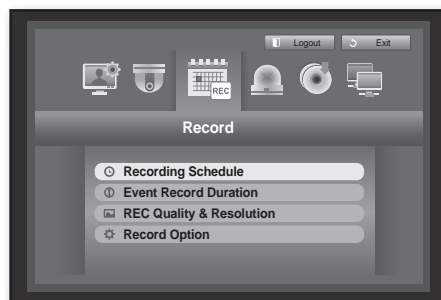 Logout Exit
REC
Record
Recording Schedule
Event Record Duration
REC Quality & Resolution
Record Option